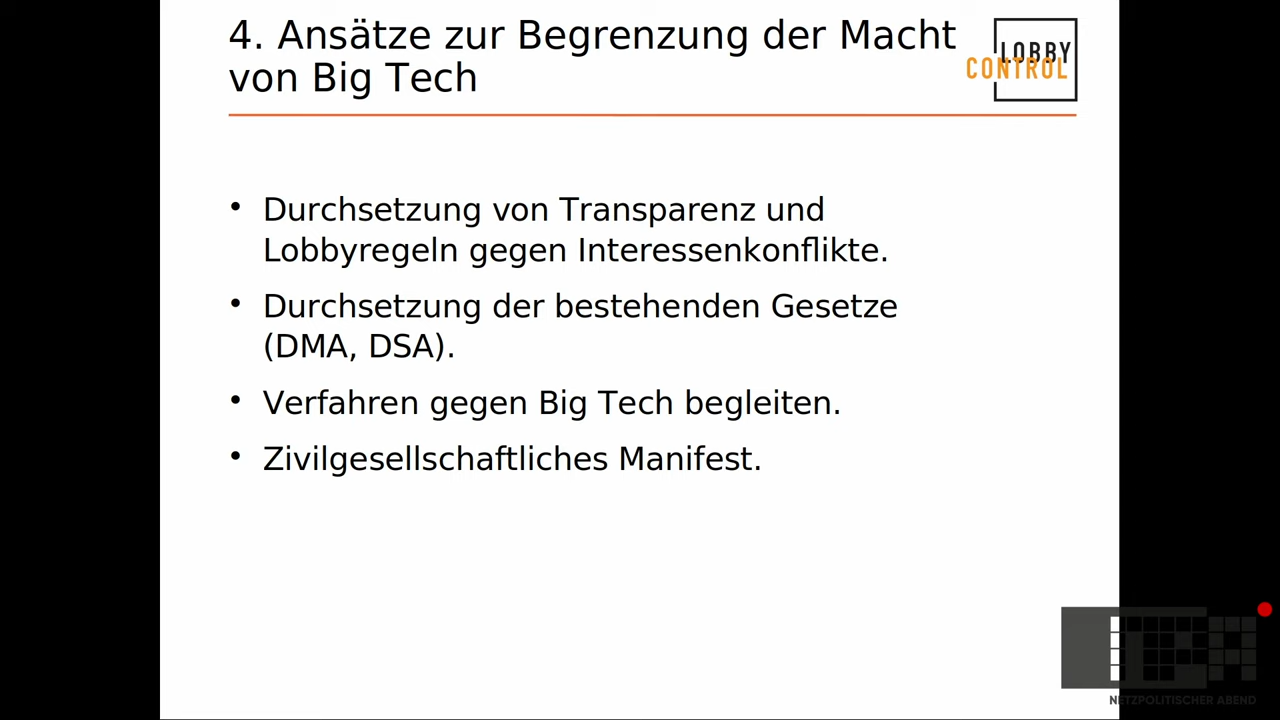 4. Ansätze zur Begrenzung der Macht
von Big Tech
LOBBY
CONTROL
• Durchsetzung von Transparenz und
Lobbyregeln gegen Interessenkonflikte.
• Durchsetzung der bestehenden Gesetze
(DMA, DSA).
• Verfahren gegen Big Tech begleiten.
• Zivilgesellschaftliches Manifest.
NETZPOLITISCHER ABEND